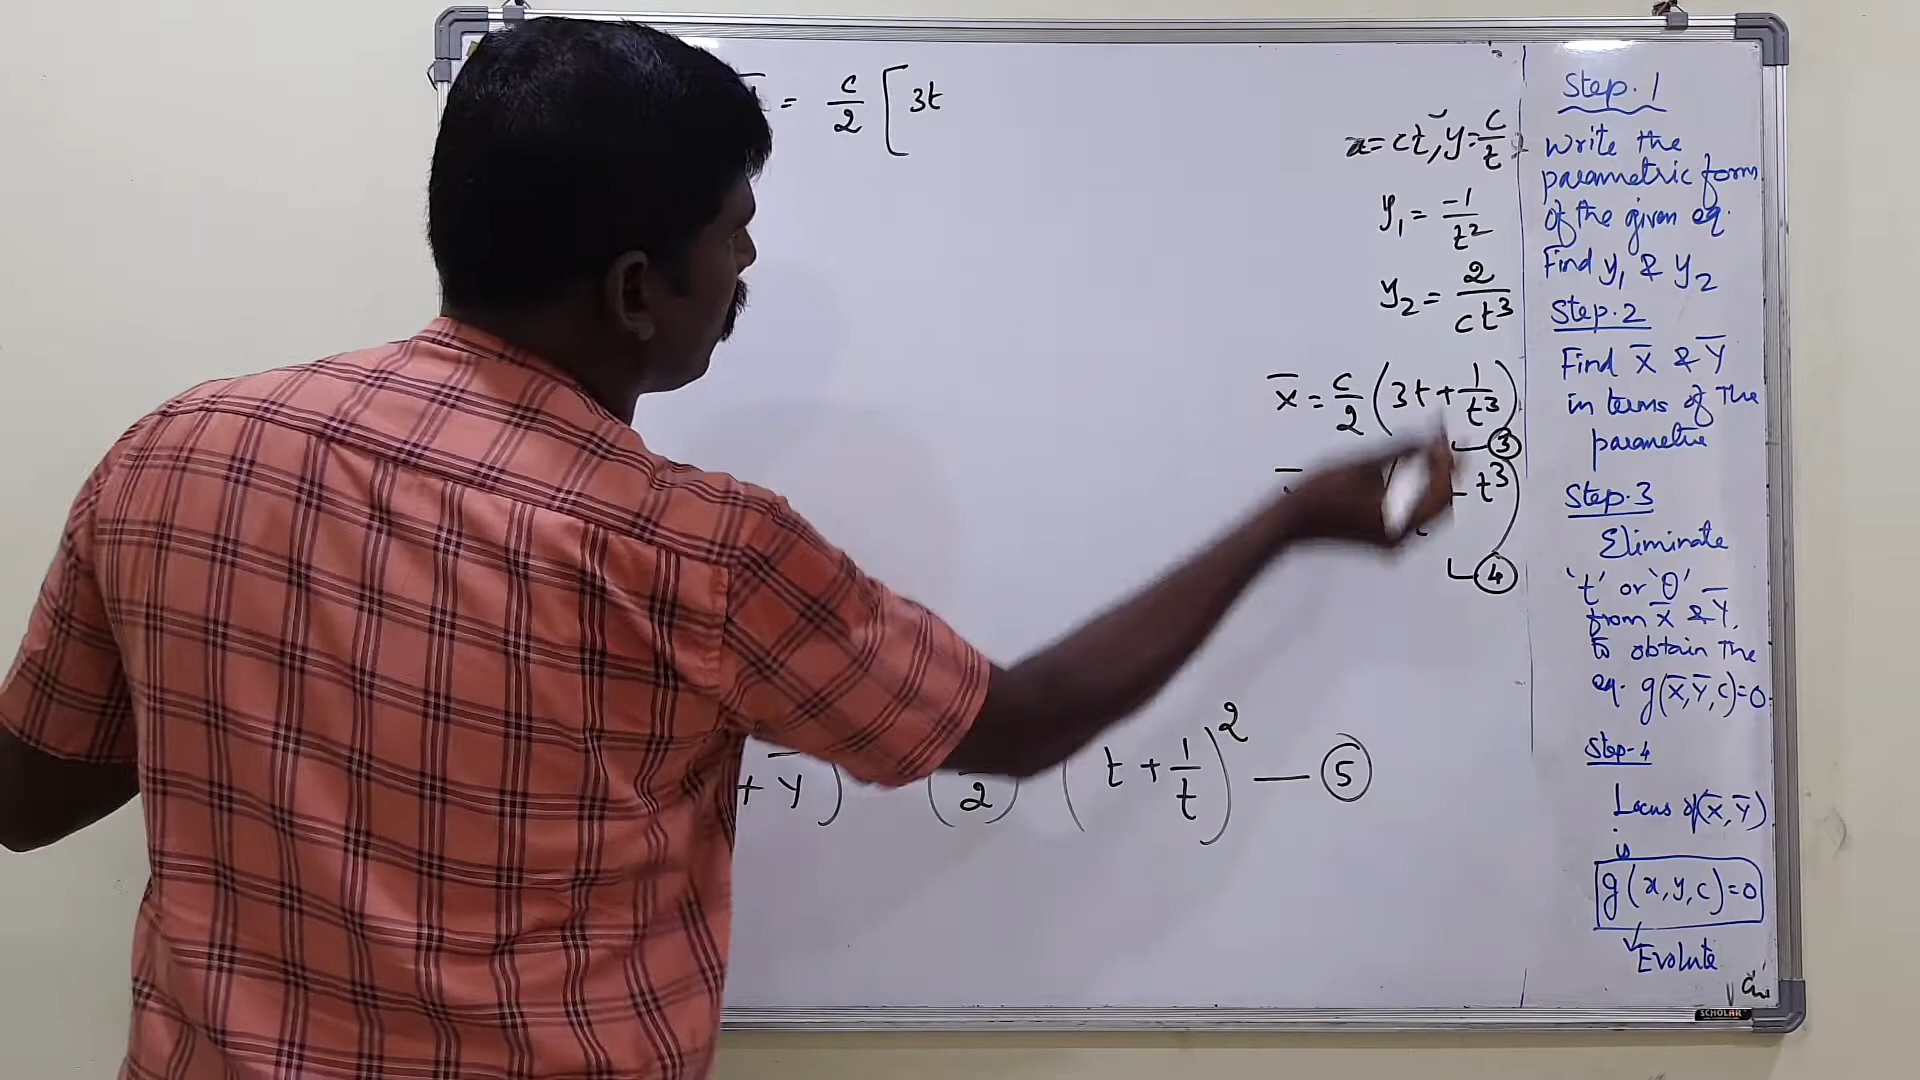 = c/2 [ 3t
x = ct, y = c/t
y₁ = -1/t²
y₂ = 2/ct³
X̄ = c/2 ( 3t + 1/t³ )
③
t³
④
+ Ȳ ) ( 2 ) ( t + 1/t )² — ⑤
Step.1
Write the
parametric form
of the given eq.
Find y₁ & y₂
Step.2
Find X̄ & Ȳ
in terms of the
Step.3
Eliminate
't' or 'θ'
from X̄ & Ȳ,
to obtain the
eq. g(X̄,Ȳ,c)=0.
Step-4
Locus of (X̄, Ȳ)
is
g(x,y,c)=0
Evolute
SCHOLAR